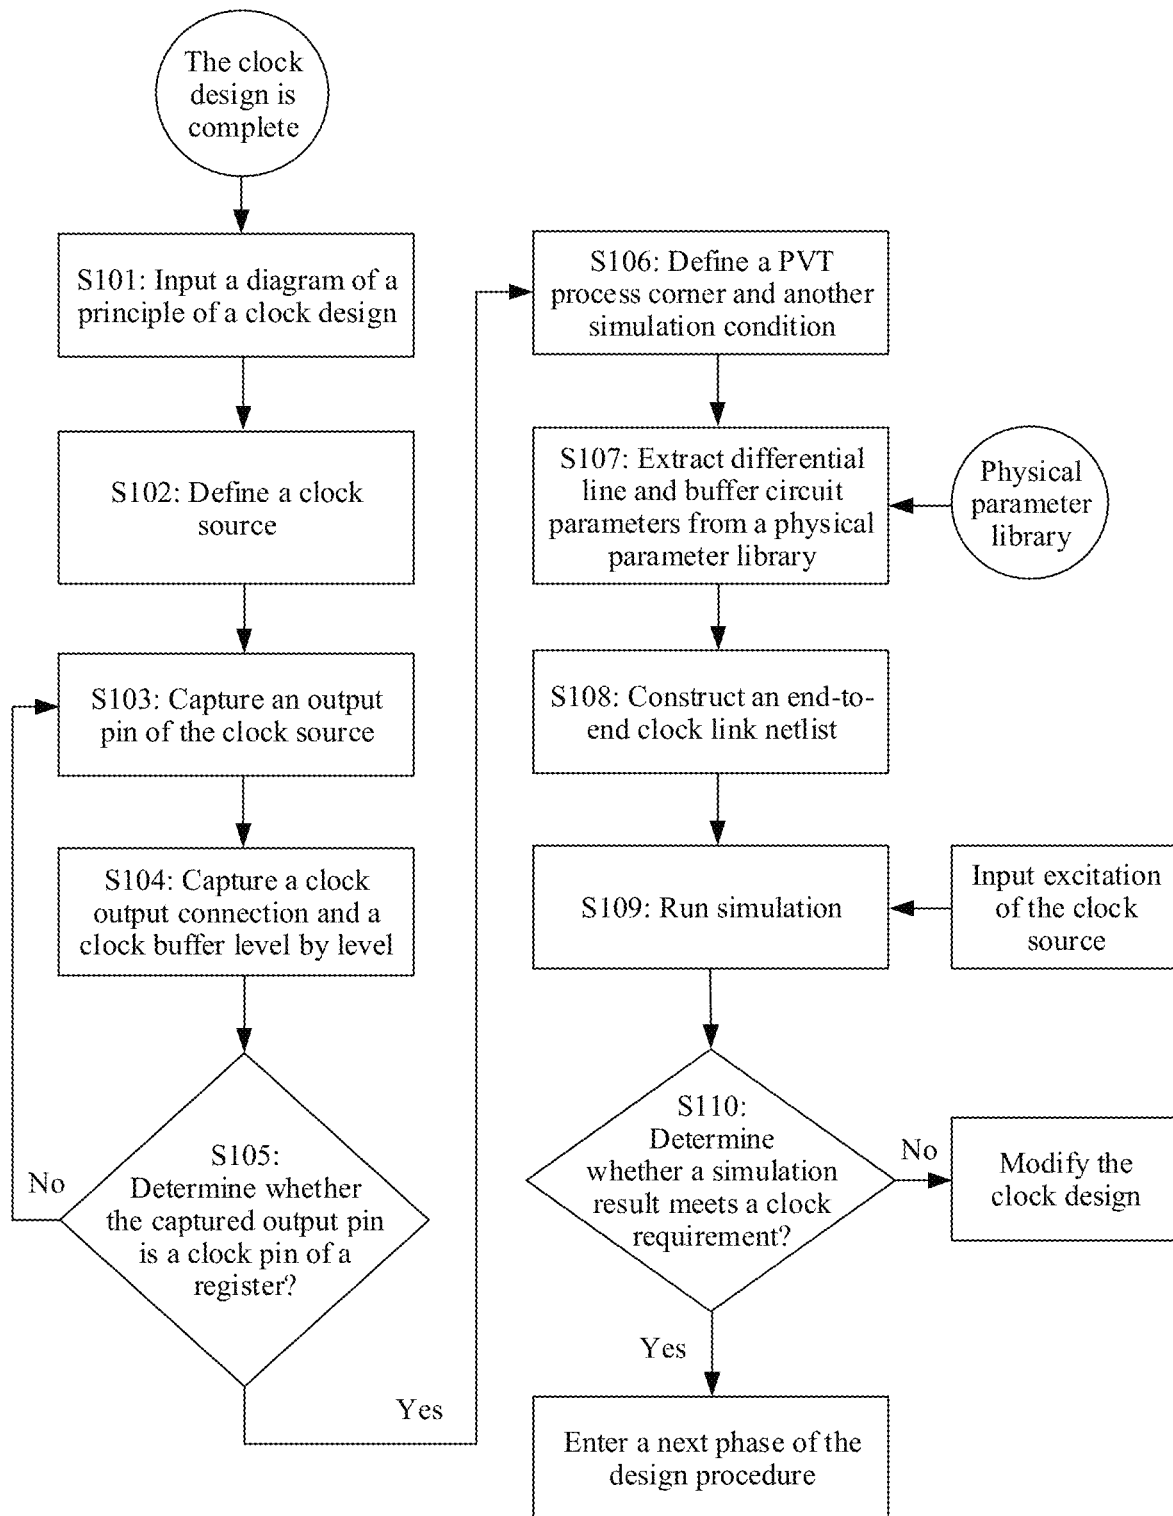 The clock
design is
complete
S101: Input a diagram of a
principle of a clock design
S102: Define a clock
source
S103: Capture an output
pin of the clock source
S104: Capture a clock
output connection and a
clock buffer level by level
S105:
Determine whether
the captured output pin
is a clock pin of a
register?
No
Yes
S106: Define a PVT
process corner and another
simulation condition
S107: Extract differential
line and buffer circuit
parameters from a physical
parameter library
Physical
parameter
library
S108: Construct an end-to-
end clock link netlist
S109: Run simulation
Input excitation
of the clock
source
S110:
Determine
whether a simulation
result meets a clock
requirement?
No
Modify the
clock design
Yes
Enter a next phase of the
design procedure